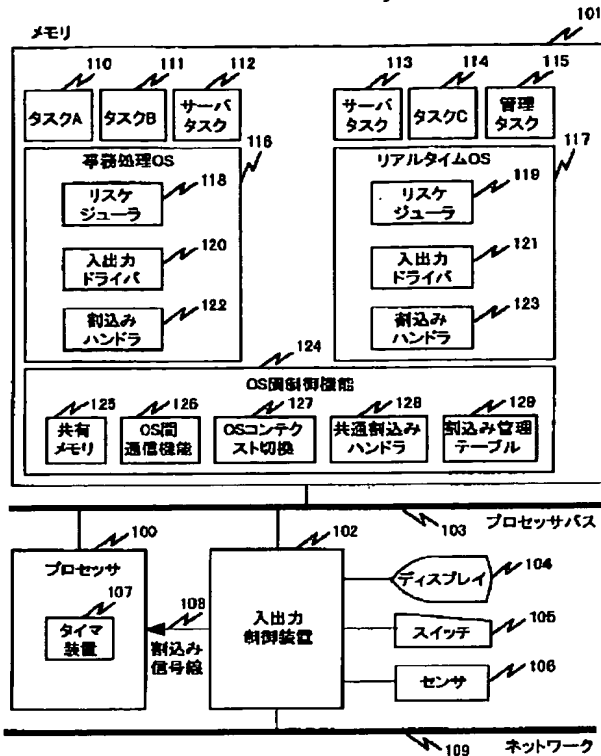 メモリ
101
110
111
112
113
114
115
タスクA
タスクB
サーバ
タスク
サーバ
タスク
タスクC
管理
タスク
116
117
事務処理OS
リアルタイムOS
118
リスケ
ジューラ
119
リスケ
ジューラ
120
入出力
ドライバ
121
入出力
ドライバ
122
割込み
ハンドラ
123
割込み
ハンドラ
124
OS間制御機能
125
126
127
128
129
共有
メモリ
OS間
通信機能
OSコンテク
スト切換
共通割込み
ハンドラ
割込み管理
テーブル
103
プロセッサバス
100
102
プロセッサ
107
タイマ
装置
108
割込み
信号線
入出力
制御装置
ディスプレイ
104
スイッチ
105
センサ
106
109
ネットワーク